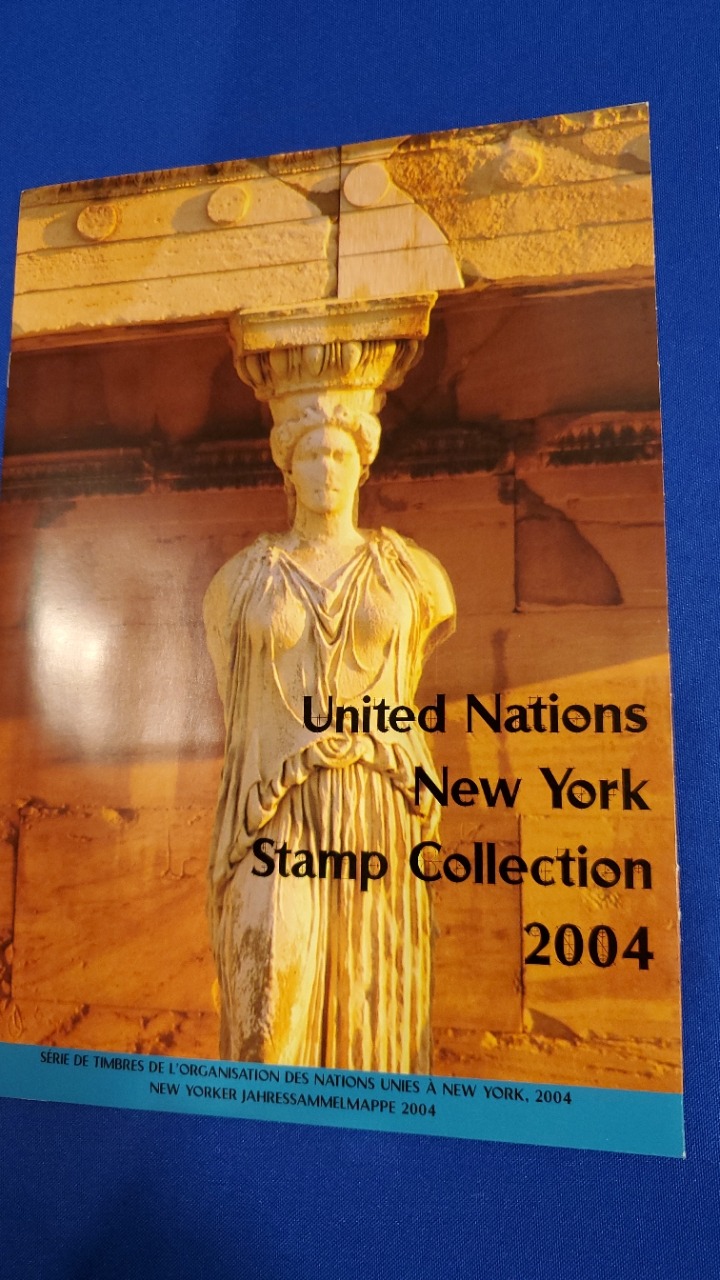 United Nations
New York
Stamp Collection
2004
SÉRIE DE TIMBRES DE L'ORGANISATION DES NATIONS UNIES À NEW YORK, 2004
NEW YORKER JAHRESSAMMELMAPPE 2004